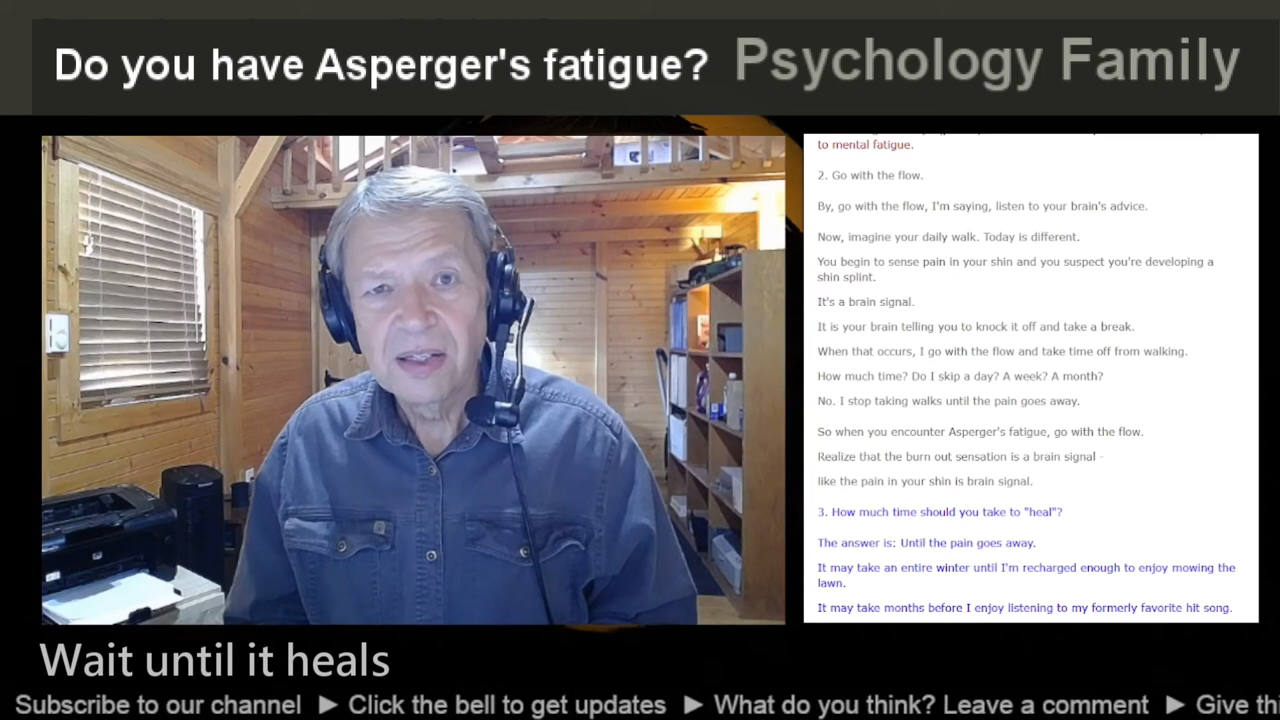 Do you have Asperger's fatigue?
Psychology Family
to mental fatigue.
2. Go with the flow.
By, go with the flow, I'm saying, listen to your brain's advice.
Now, imagine your daily walk. Today is different.
You begin to sense pain in your shin and you suspect you're developing a
shin splint.
It's a brain signal.
It is your brain telling you to knock it off and take a break.
When that occurs, I go with the flow and take time off from walking.
How much time? Do I skip a day? A week? A month?
No. I stop taking walks until the pain goes away.
So when you encounter Asperger's fatigue, go with the flow.
Realize that the burn out sensation is a brain signal -
like the pain in your shin is brain signal.
3. How much time should you take to "heal"?
The answer is: Until the pain goes away.
It may take an entire winter until I'm recharged enough to enjoy mowing the
lawn.
It may take months before I enjoy listening to my formerly favorite hit song.
Wait until it heals
Subscribe to our channel ► Click the bell to get updates ► What do you think? Leave a comment ► Give th